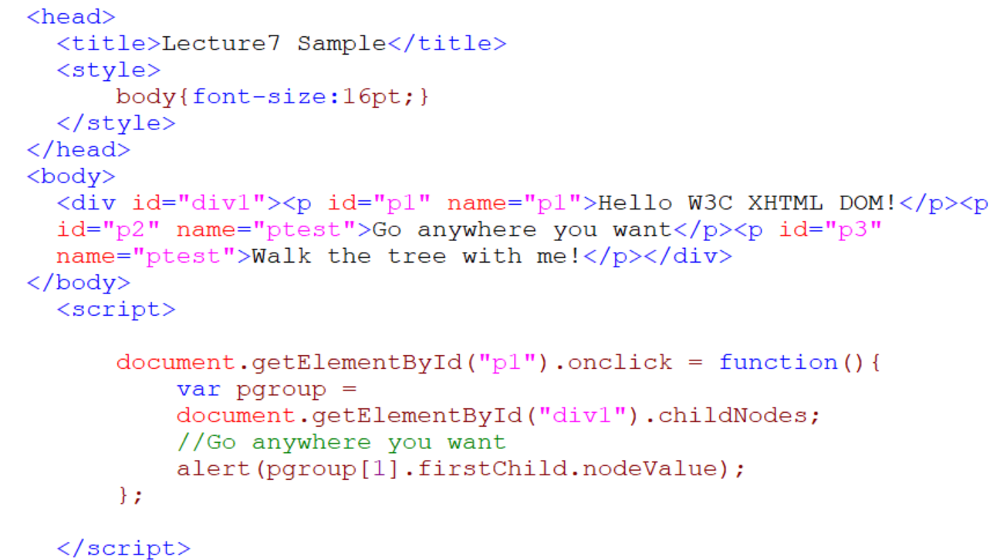 <head>
<title>Lecture7 Sample</title>
<style>
body{font-size:16pt;}
</style>
</head>
<body>
<div id="div1"><p id="p1" name="p1">Hello W3C XHTML DOM!</p><p
id="p2" name="ptest">Go anywhere you want</p><p id="p3"
name="ptest">Walk the tree with me!</p></div>
</body>
<script>
document.getElementById("p1").onclick = function(){
var pgroup =
document.getElementById("div1").childNodes;
//Go anywhere you want
alert(pgroup[1].firstChild.nodeValue);
};
</script>